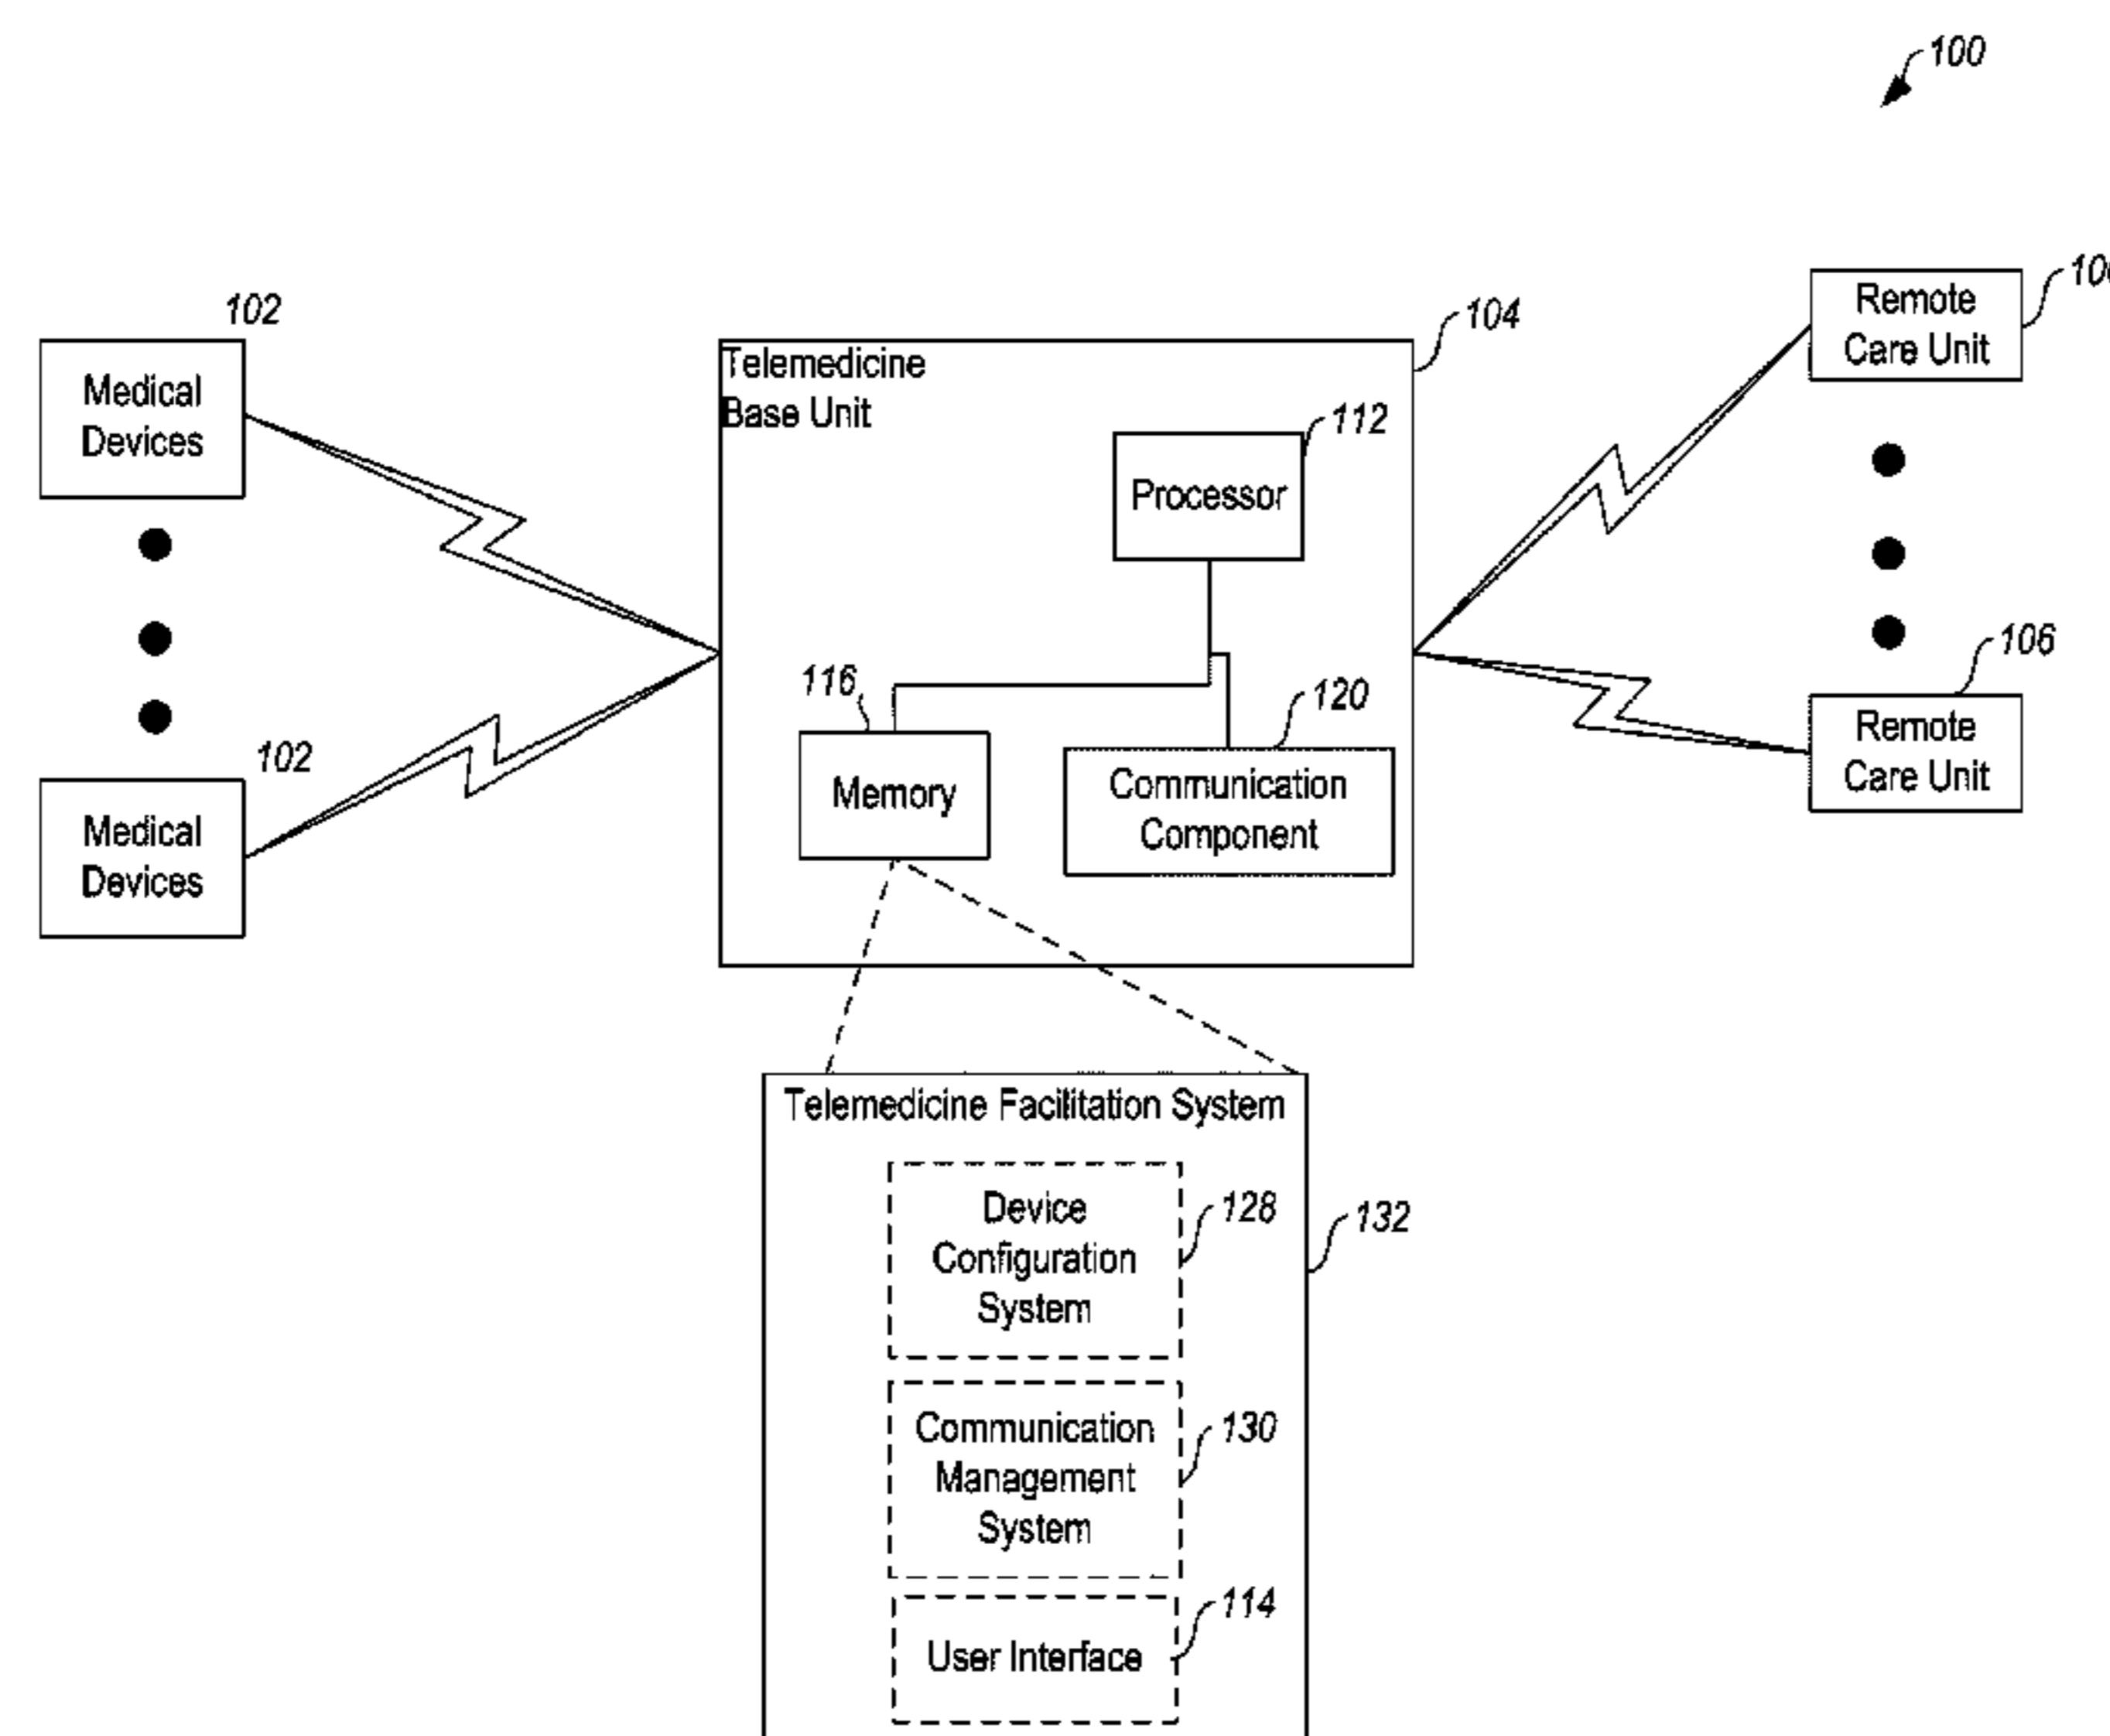 100
102
Medical
Devices
102
Medical
Devices
Telemedicine
Base Unit
104
112
Processor
116
Memory
120
Communication
Component
Remote
Care Unit
106
Remote
Care Unit
Telemedicine Facilitation System
132
Device
Configuration
System
128
Communication
Management
System
130
User Interface
114